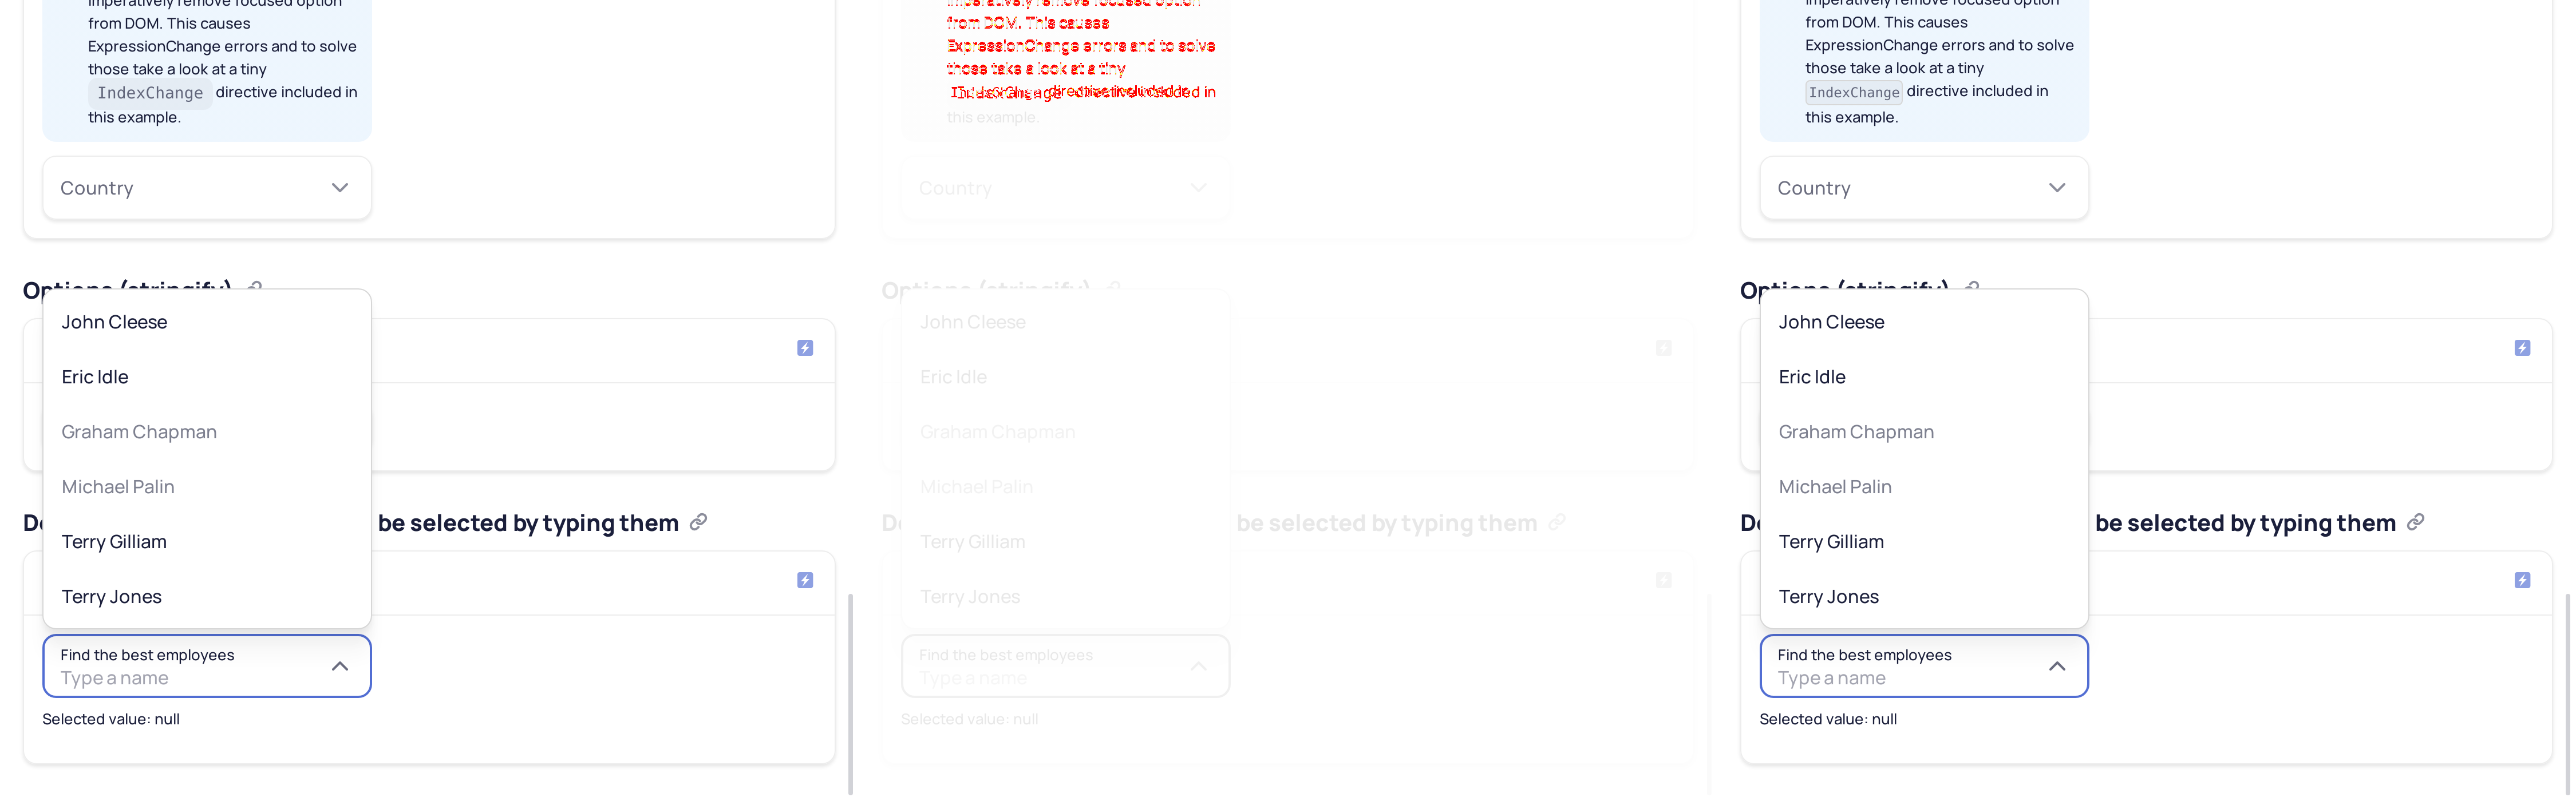 imperatively remove focused option
from DOM. This causes
ExpressionChange errors and to solve
those take a look at a tiny
IndexChange directive included in
this example.
Country
Options (stringify)
John Cleese
Eric Idle
Graham Chapman
Michael Palin
be selected by typing them
Terry Gilliam
Terry Jones
Find the best employees
Type a name
Selected value: null
imperatively remove focused option
from DOM. This causes
ExpressionChange errors and to solve
those take a look at a tiny
directive included in
this example.
Country
Options (stringify)
John Cleese
Eric Idle
Graham Chapman
Michael Palin
be selected by typing them
Terry Gilliam
Terry Jones
Find the best employees
Type a name
Selected value: null
imperatively remove focused option
from DOM. This causes
ExpressionChange errors and to solve
those take a look at a tiny
IndexChange directive included in
this example.
Country
Options (stringify)
John Cleese
Eric Idle
Graham Chapman
Michael Palin
be selected by typing them
Terry Gilliam
Terry Jones
Find the best employees
Type a name
Selected value: null